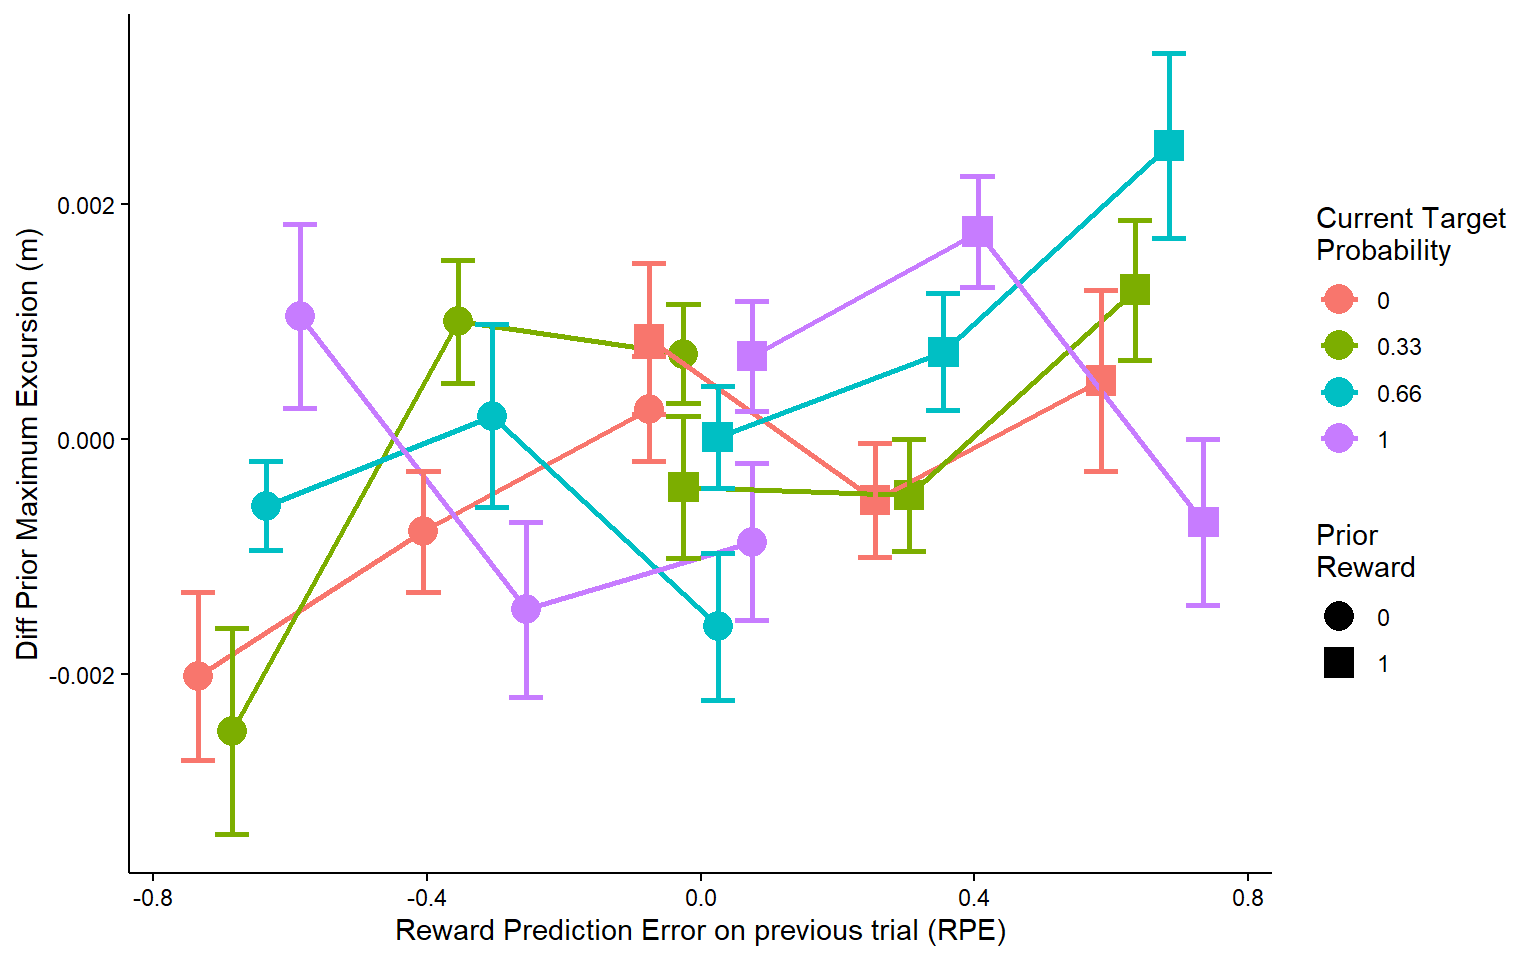 Diff Prior Maximum Excursion (m)
0.002
0.000
-0.002
-0.8
-0.4
0.0
0.4
0.8
Reward Prediction Error on previous trial (RPE)
Current Target
Probability
0
0.33
0.66
1
Prior
Reward
0
1